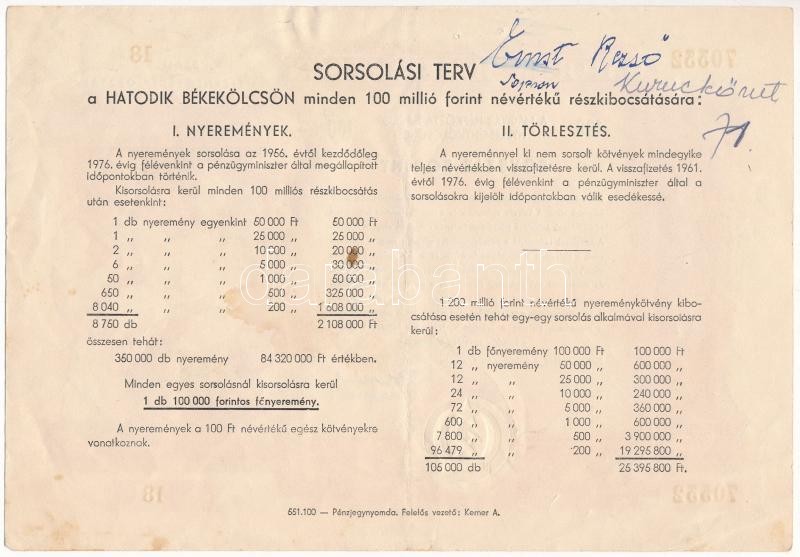 Ernst Rezső
Sopron
SORSOLÁSI TERV
a HATODIK BÉKEKÖLCSÖN minden 100 millió forint névértékű részkibocsátására:
I. NYEREMÉNYEK.
A nyeremények sorsolása az 1956. évtől kezdődőleg
1976. évig félévenkint a pénzügyminiszter által megállapított
időpontokban történik.
Kisorsolásra kerül minden 100 milliós részkibocsátás
után esetenkint:
1 db nyeremény egyenkint 50 000 Ft 50 000 Ft
1 „ „ „ 25 000 „ 25 000 „
2 „ „ „ 10 000 „ 20 000 „
6 „ „ „ 5 000 „ 30 000 „
50 „ „ „ 1 000 „ 50 000 „
650 „ „ „ 500 „ 325 000 „
8 040 „ „ „ 200 „ 1 608 000 „
8 750 db 2 108 000 Ft
összesen tehát:
350 000 db nyeremény 84 320 000 Ft értékben.
Minden egyes sorsolásnál kisorsolásra kerül
1 db 100 000 forintos főnyeremény.
A nyeremények a 100 Ft névértékű egész kötvényekre
vonatkoznak.
II. TÖRLESZTÉS.
A nyereménnyel ki nem sorsolt kötvények mindegyike
teljes névértékben visszafizetésre kerül. A visszafizetés 1961.
évtől 1976. évig félévenkint a pénzügyminiszter által a
sorsolásokra kijelölt időpontokban válik esedékessé.
1 200 millió forint névértékű nyereménykötvény kibo-
csátása esetén tehát egy-egy sorsolás alkalmával kisorsolásra
kerül:
1 db főnyeremény 100 000 Ft 100 000 Ft
12 „ nyeremény 50 000 „ 600 000 „
12 „ „ 25 000 „ 300 000 „
24 „ „ 10 000 „ 240 000 „
72 „ „ 5 000 „ 360 000 „
600 „ „ 1 000 „ 600 000 „
7 800 „ „ 500 „ 3 900 000 „
96 479 „ „ 200 „ 19 295 800 „
105 000 db 25 395 800 Ft.
551.100 — Pénzjegynyomda. Felelős vezető: Kemer A.
darabanth